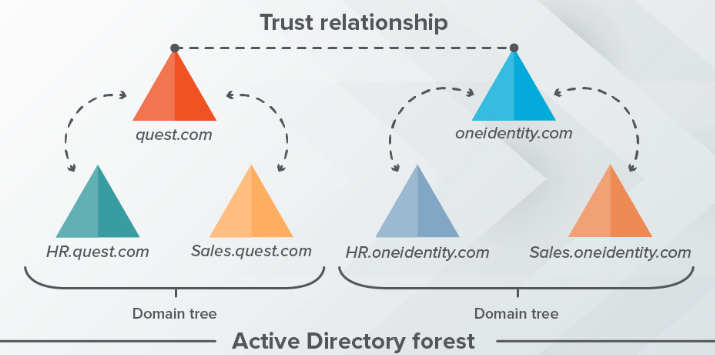 Trust relationship
quest.com
oneidentity.com
HR.quest.com
Sales.quest.com
HR.oneidentity.com
Sales.oneidentity.com
Domain tree
Domain tree
Active Directory forest